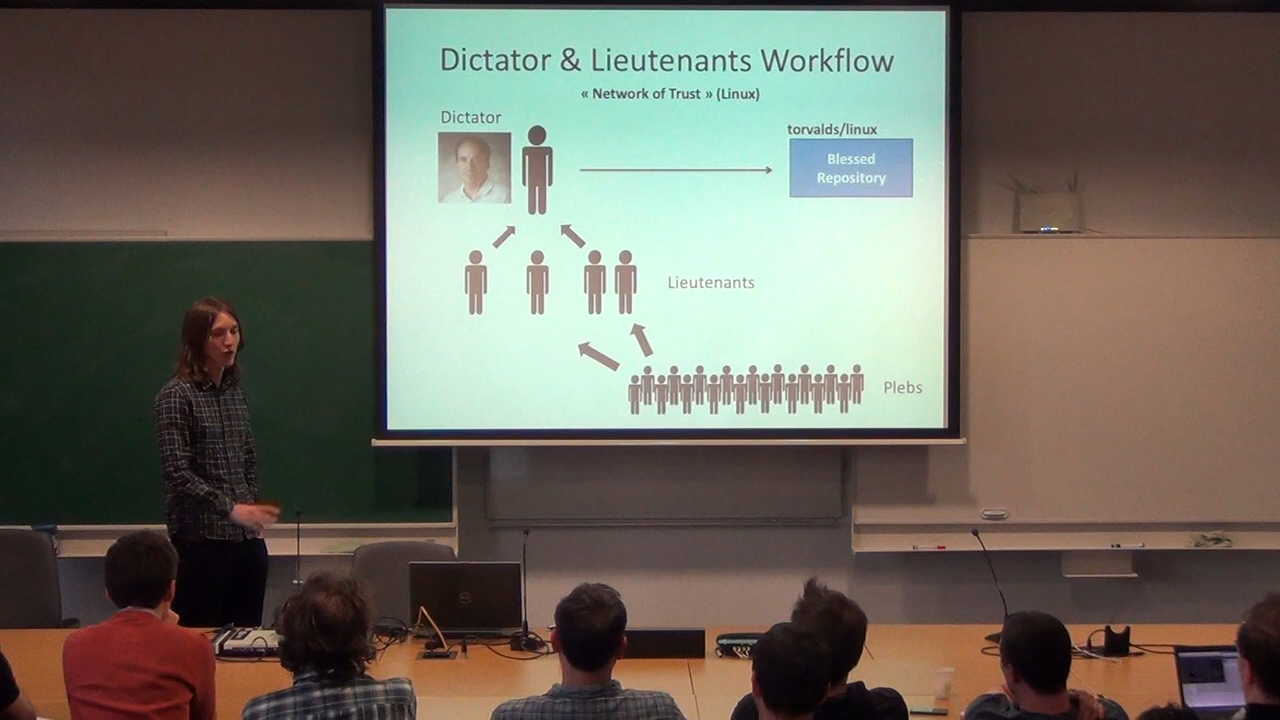 Dictator & Lieutenants Workflow
« Network of Trust » (Linux)
Dictator
torvalds/linux
Blessed
Repository
Lieutenants
Plebs